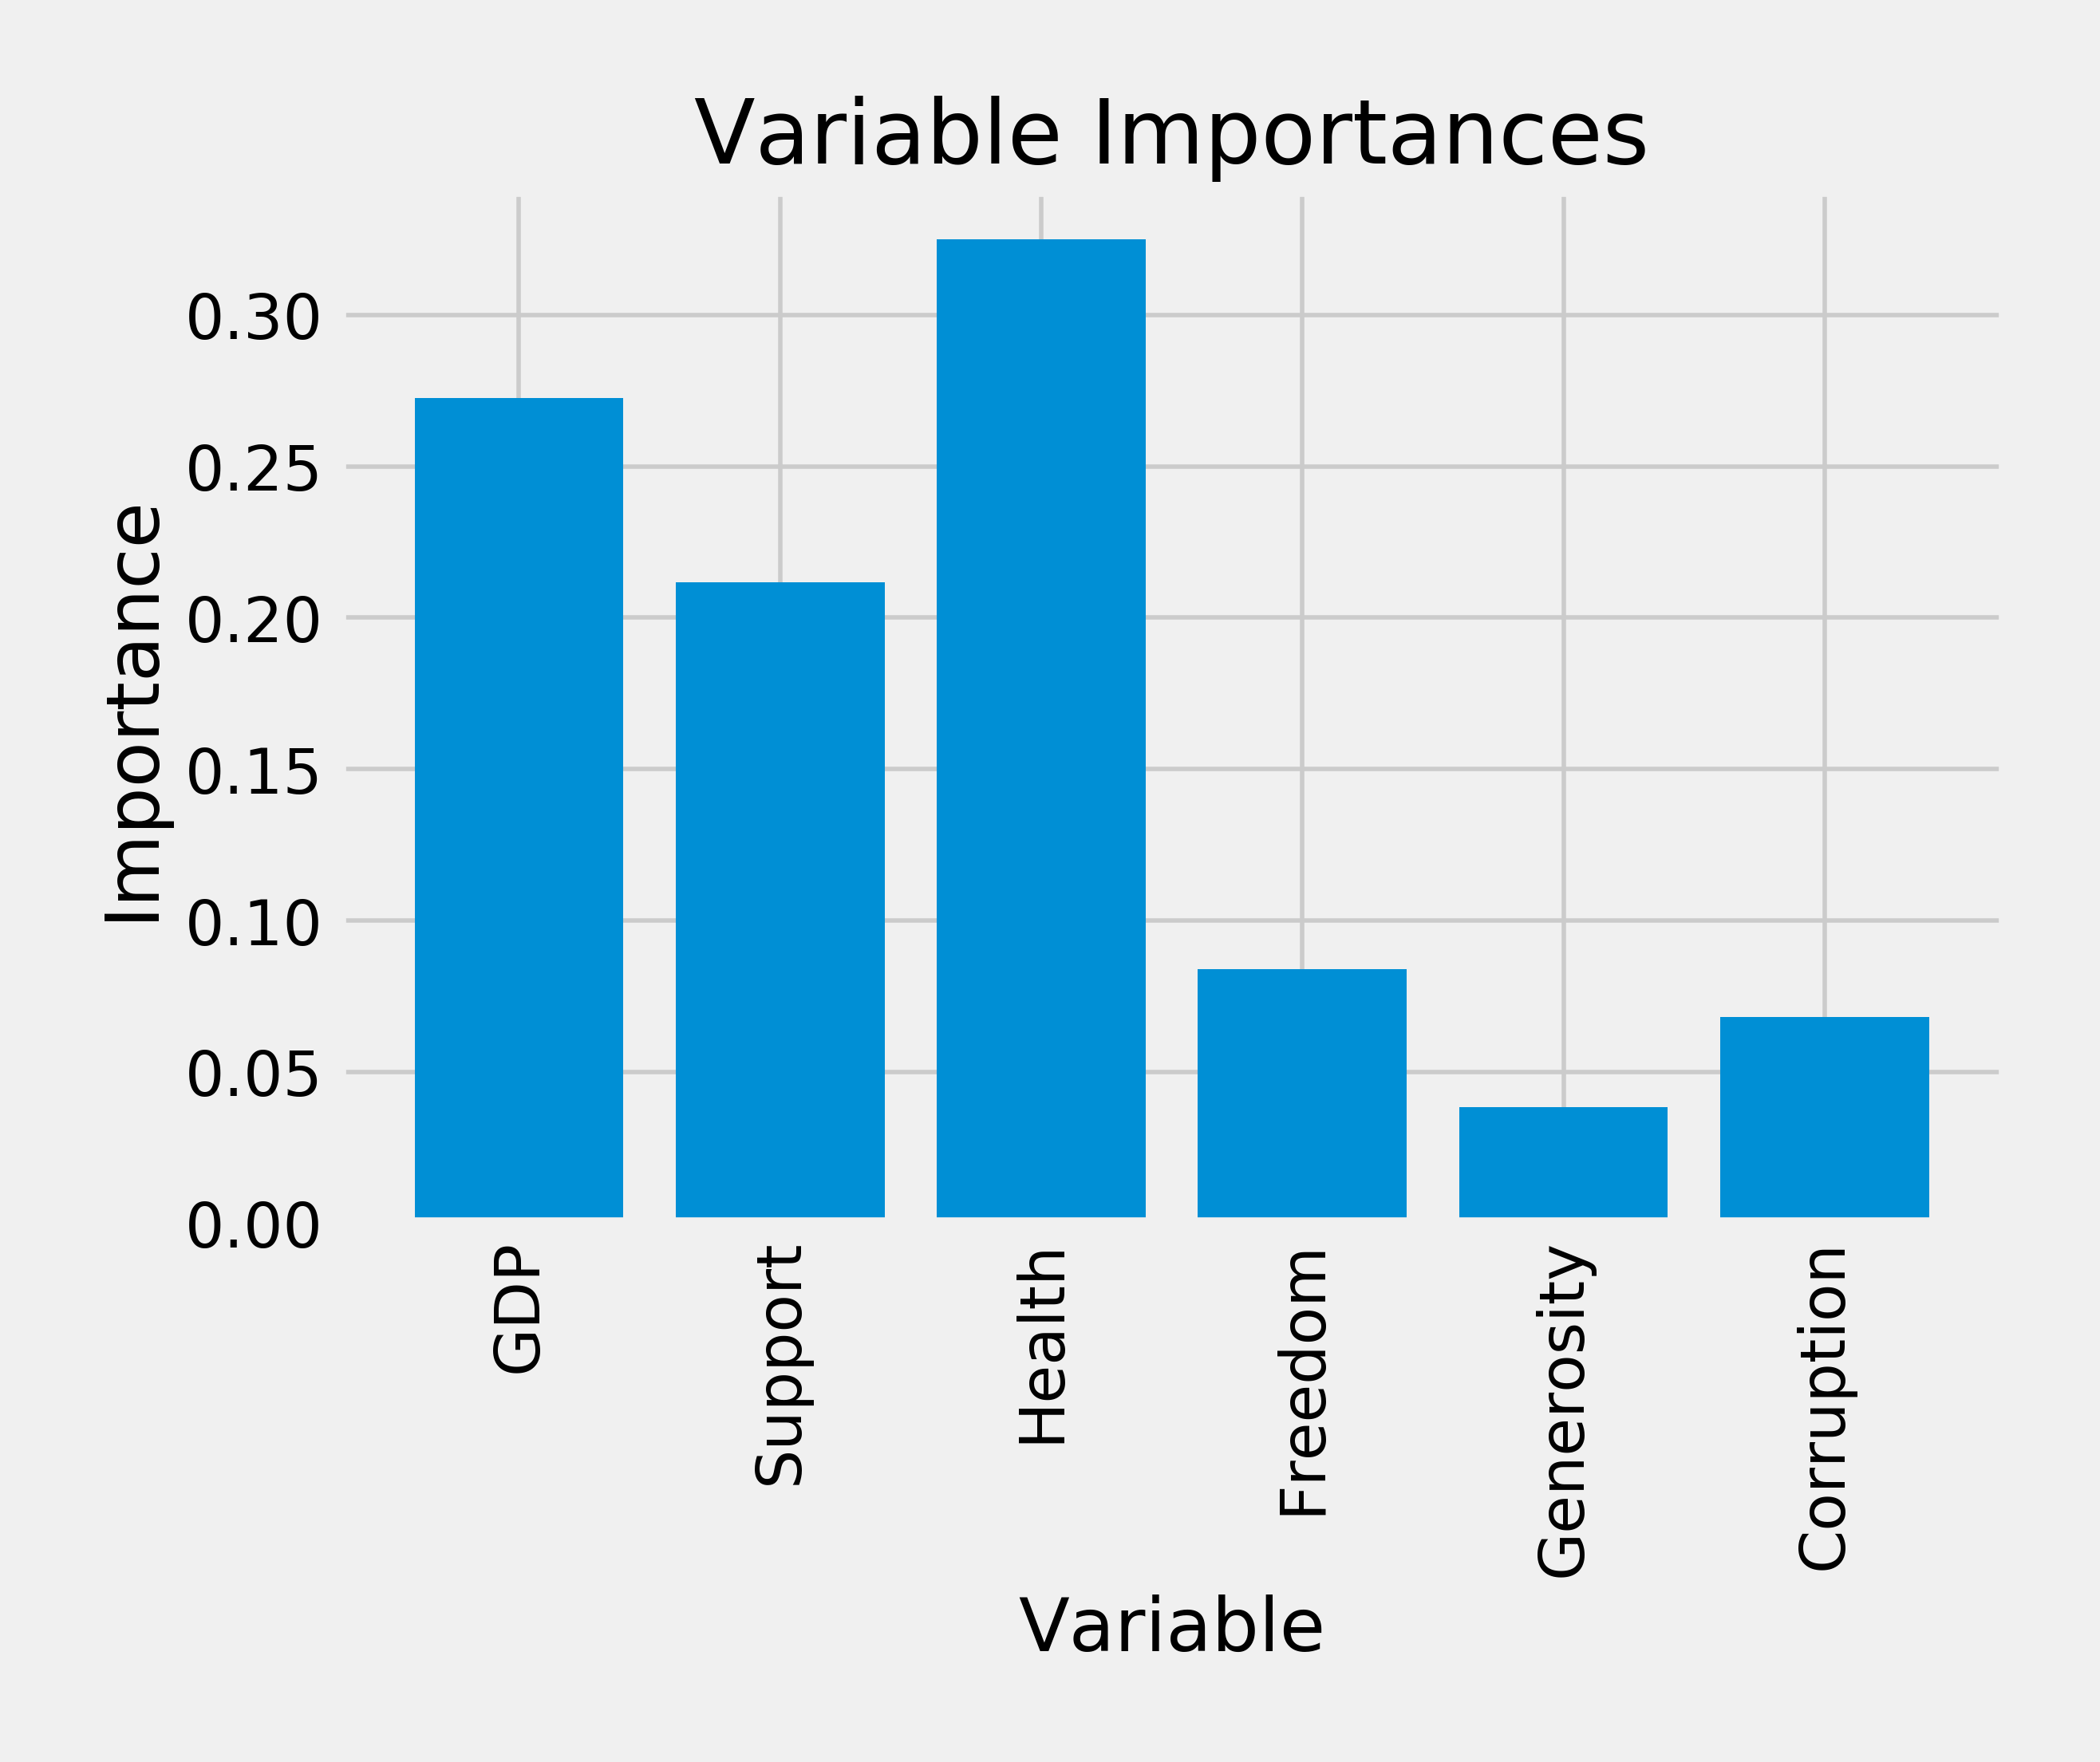 Variable Importances
Importance
0.30
0.25
0.20
0.15
0.10
0.05
0.00
GDP
Support
Health
Freedom
Generosity
Corruption
Variable